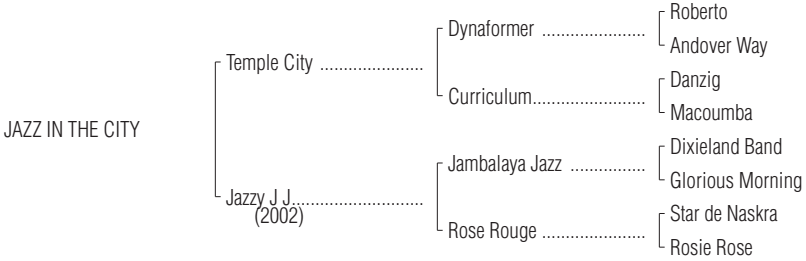 Roberto
Dynaformer ......................
Andover Way
Temple City ......................
Danzig
Curriculum........................
Macoumba
JAZZ IN THE CITY
Dixieland Band
Jambalaya Jazz ................
Glorious Morning
Jazzy J J............................
(2002)
Star de Naskra
Rose Rouge ......................
Rosie Rose